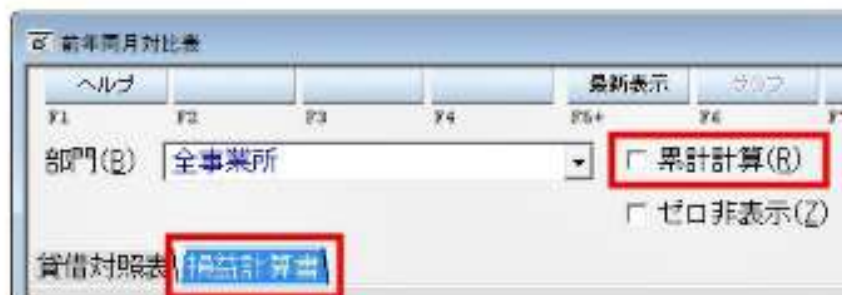 前年同月対比表
ヘルプ 最新表示 グラフ
F1 F2 F3 F4 F5+ F6
部門(B) 全事業所 累計計算(R)
ゼロ非表示(Z)
貸借対照表 損益計算書